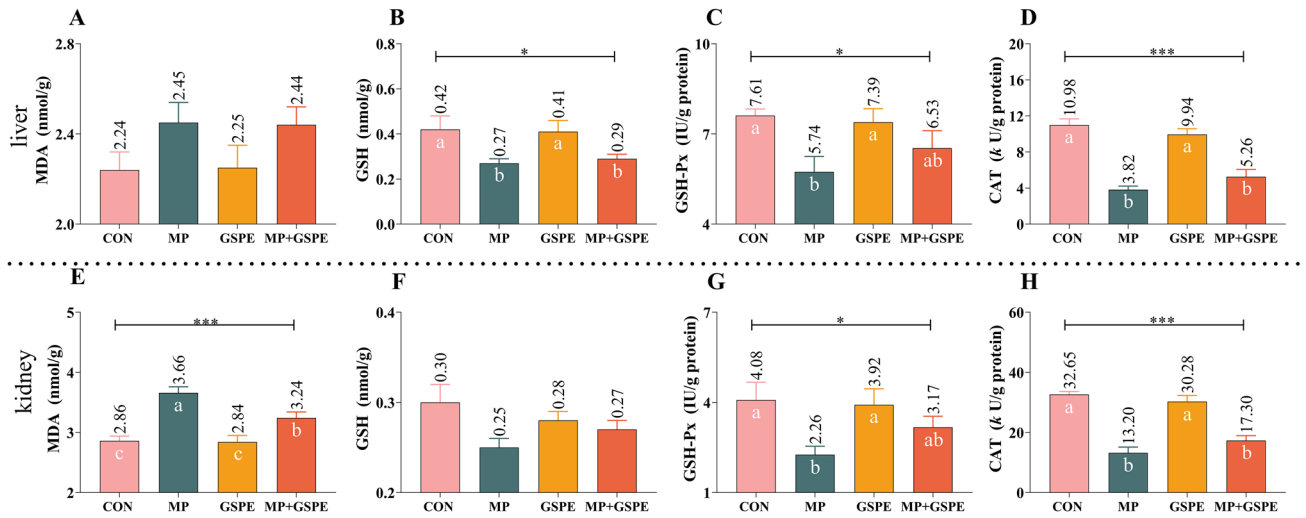 A
liver
MDA (nmol/g)
2.8
2.4
2.0
2.24
2.45
2.25
2.44
CON MP GSPE MP+GSPE
B
GSH (nmol/g)
0.8
0.6
0.4
0.2
0.0
*
0.42
0.27
0.41
0.29
a b a b
CON MP GSPE MP+GSPE
C
GSH-Px (IU/g protein)
10
7
4
*
7.61
5.74
7.39
6.53
a b a ab
CON MP GSPE MP+GSPE
D
CAT (k U/g protein)
20
16
12
8
4
0
***
10.98
3.82
9.94
5.26
a b a b
CON MP GSPE MP+GSPE
E
kidney
MDA (nmol/g)
5
4
3
2
***
2.86
3.66
2.84
3.24
c a c b
CON MP GSPE MP+GSPE
F
GSH (nmol/g)
0.4
0.3
0.2
0.30
0.25
0.28
0.27
CON MP GSPE MP+GSPE
G
GSH-Px (IU/g protein)
7
4
1
*
4.08
2.26
3.92
3.17
a b a ab
CON MP GSPE MP+GSPE
H
CAT (k U/g protein)
60
40
20
0
***
32.65
13.20
30.28
17.30
a b a b
CON MP GSPE MP+GSPE